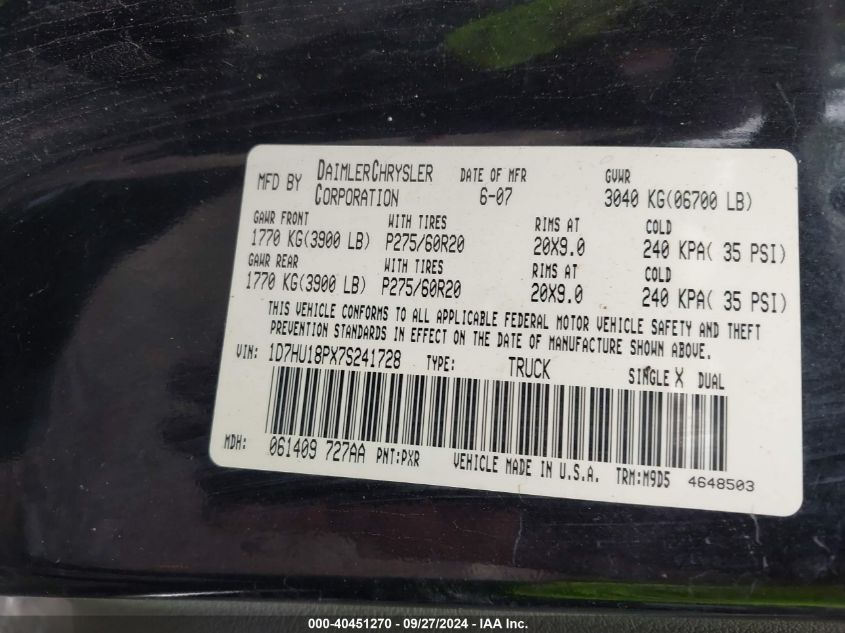 MFD BY DAIMLERCHRYSLER CORPORATION DATE OF MFR 6-07 GVWR 3040 KG(06700 LB)
GAWR FRONT WITH TIRES RIMS AT COLD
1770 KG(3900 LB) P275/60R20 20X9.0 240 KPA( 35 PSI)
GAWR REAR WITH TIRES RIMS AT COLD
1770 KG(3900 LB) P275/60R20 20X9.0 240 KPA( 35 PSI)
THIS VEHICLE CONFORMS TO ALL APPLICABLE FEDERAL MOTOR VEHICLE SAFETY AND THEFT
PREVENTION STANDARDS IN EFFECT ON THE DATE OF MANUFACTURE SHOWN ABOVE.
VIN: 1D7HU18PX7S241728 TYPE: TRUCK SINGLE X DUAL
MDH: 061409 727AA PNT:PXR VEHICLE MADE IN U.S.A. TRM:M9D5 4648503
000-40451270 - 09/27/2024 - IAA Inc.